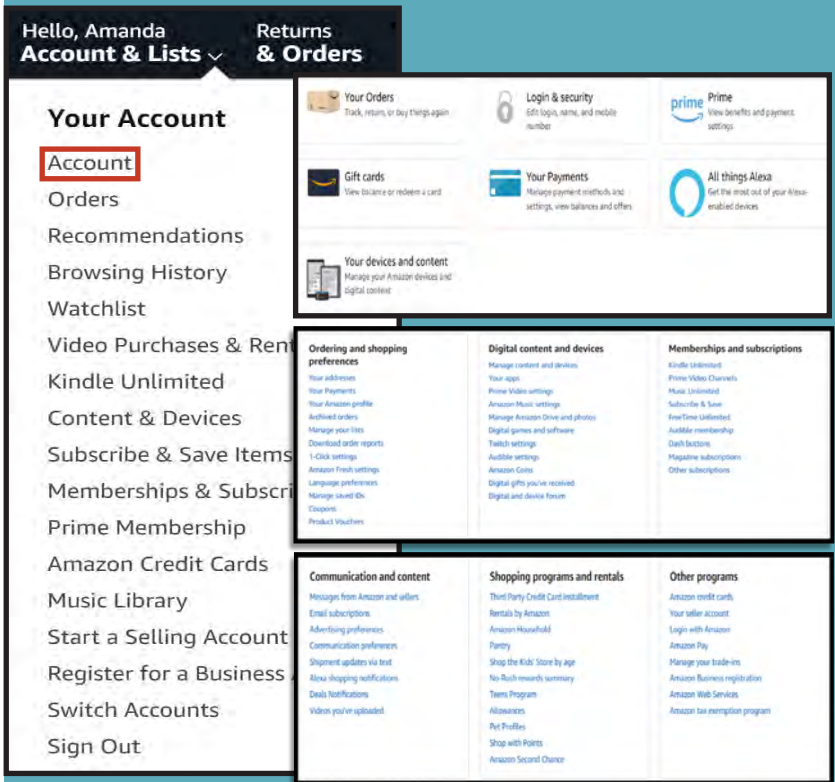 Hello, Amanda
Account & Lists
Returns
& Orders
Your Account
Account
Orders
Recommendations
Browsing History
Watchlist
Video Purchases & Rent
Kindle Unlimited
Content & Devices
Subscribe & Save Items
Memberships & Subscri
Prime Membership
Amazon Credit Cards
Music Library
Start a Selling Account
Register for a Business
Switch Accounts
Sign Out
Your Orders
Track, return, or buy things again
Login & security
Edit login, name, and mobile
number
prime
Prime
View benefits and payment
settings
Gift cards
View balance or redeem a card
Your Payments
Manage payment methods and
settings, view balances and offers
All things Alexa
Get the most out of your Alexa-
enabled devices
Your devices and content
Manage your Amazon devices and
digital content
Ordering and shopping
preferences
Your addresses
Your Payments
Your Amazon profile
Archived orders
Manage your lists
Download order reports
1-Click settings
Amazon Fresh settings
Language preferences
Manage saved IDs
Coupons
Product Vouchers
Digital content and devices
Manage content and devices
Your apps
Prime Video settings
Amazon Music settings
Manage Amazon Drive and photos
Digital games and software
Twitch settings
Audible settings
Amazon Coins
Digital gifts you've received
Digital and device forum
Memberships and subscriptions
Kindle Unlimited
Prime Video Channels
Music Unlimited
Subscribe & Save
FreeTime Unlimited
Audible membership
Dash buttons
Magazine subscriptions
Other subscriptions
Communication and content
Messages from Amazon and sellers
Email subscriptions
Advertising preferences
Communication preferences
Shipment updates via text
Alexa shopping notifications
Deals Notifications
Videos you've uploaded
Shopping programs and rentals
Third Party Credit Card Installment
Rentals by Amazon
Amazon Household
Pantry
Shop the Kids' Store by age
No-Rush rewards summary
Teens Program
Allowances
Pet Profiles
Shop with Points
Amazon Second Chance
Other programs
Amazon credit cards
Your seller account
Login with Amazon
Amazon Pay
Manage your trade-ins
Amazon Business registration
Amazon Web Services
Amazon tax exemption program